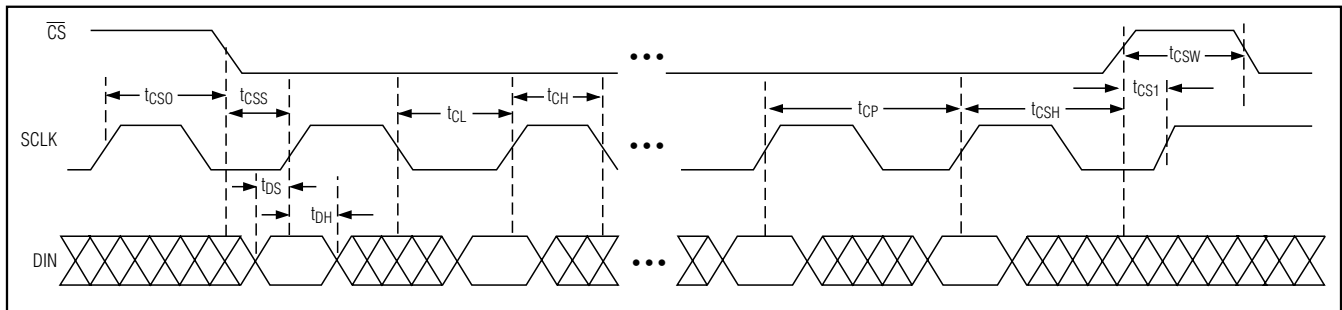 CS
•••
tCSW
tCSO
tCSS
tCL
tCH
tCP
tCSH
tCS1
SCLK
•••
tDS
tDH
DIN
•••